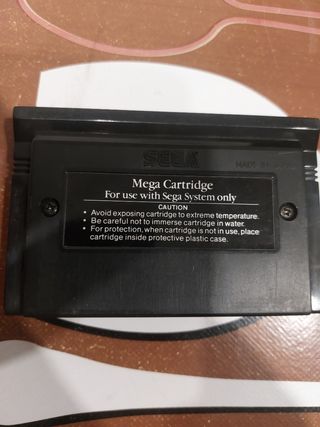 SEGA
MADE IN
Mega Cartridge
For use with Sega System only
CAUTION
• Avoid exposing cartridge to extreme temperature.
• Be careful not to immerse cartridge in water.
• For protection, when cartridge is not in use, place
cartridge inside protective plastic case.